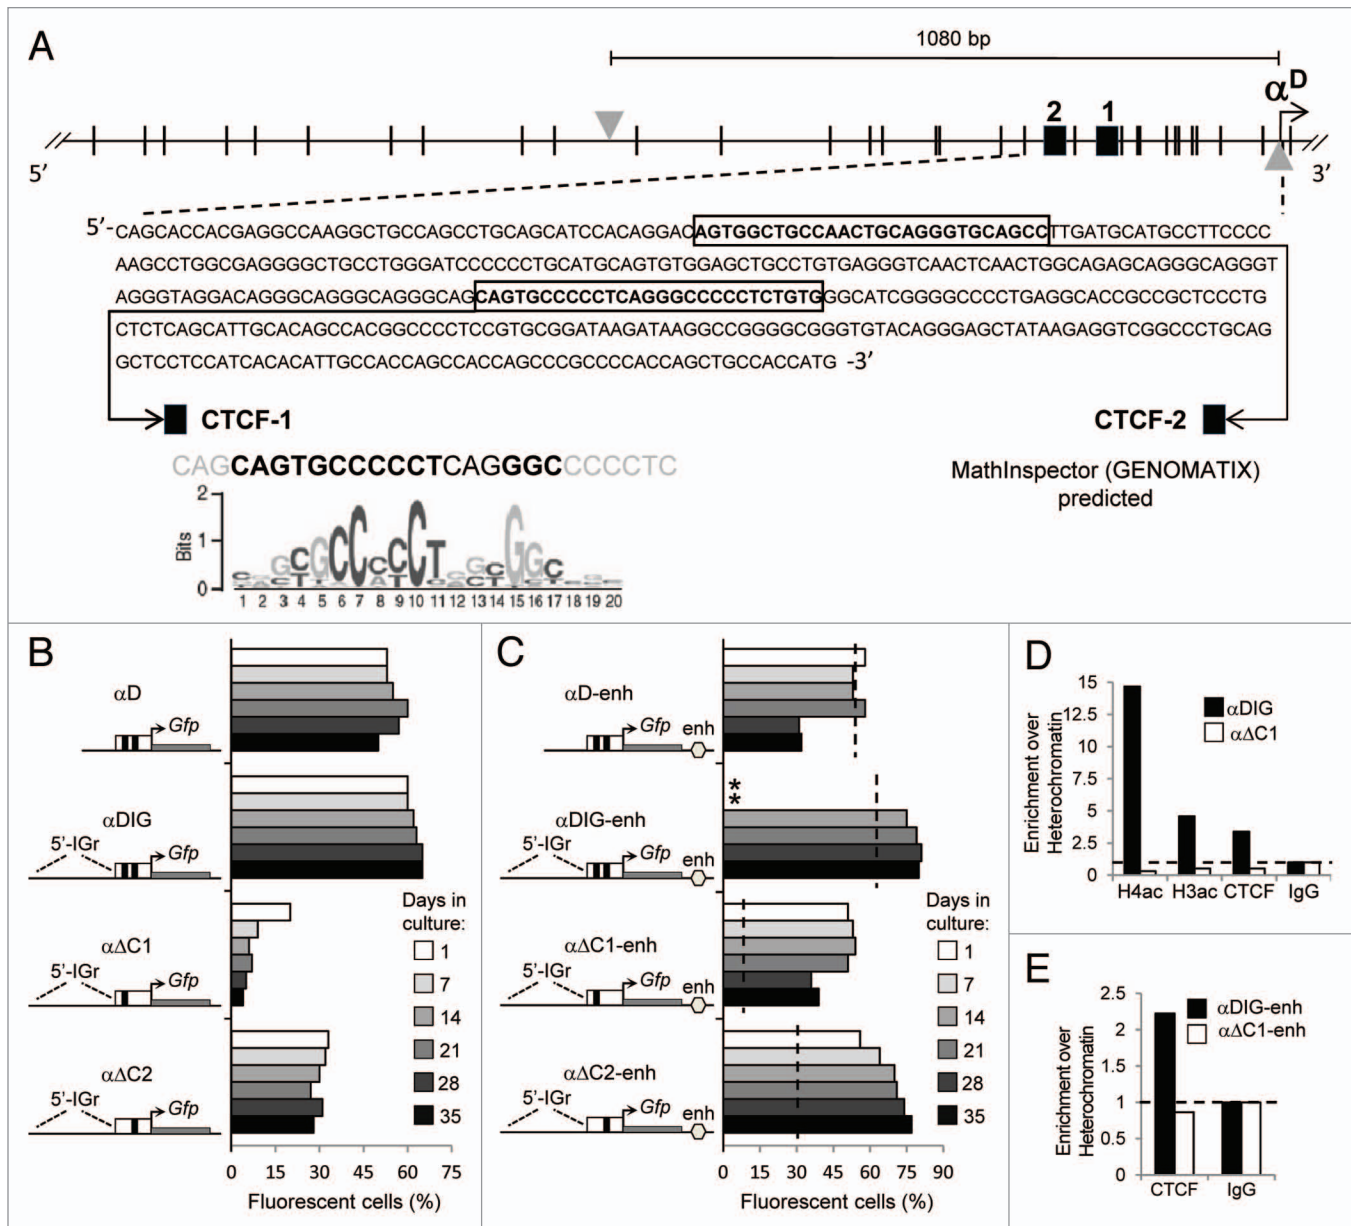 A
1080 bp
αD
2 1
5’ 3’
5’-CAGCACCACGAGGCCAAGGCTGCCAGCCTGCAGCATCCACAGGACAGTGGCTGCCAACTGCAGGGTGCAGCCTTGATGCATGCCTTCCCC
AAGCCTGGCGAGGGGCTGCCTGGGATCCCCCCTGCATGCAGTGTGGAGCTGCCTGTGAGGGTCAACTCAACTGGCAGAGCAGGGCAGGGT
AGGGTAGGACAGGGCAGGGCAGGGCAGCAGTGCCCCCTCAGGGCCCCCTCTGTGGGCATCGGGGCCCCTGAGGCACCGCCGCTCCCTG
CTCTCAGCATTGCACAGCCACGGCCCCTCCGTGCGGATAAGATAAGGCCGGGGCGGGTGTACAGGGAGCTATAAGAGGTCGGCCCTGCAG
GCTCCTCCATCACACATTGCCACCAGCCACCAGCCCGCCCCACCAGCTGCCACCATG -3’
CTCF-1
CTCF-2
CAGCAGTGCCCCCTCAGGGCCCCCTC
MathInspector (GENOMATIX)
predicted
Bits
2
1
0
1 2 3 4 5 6 7 8 9 10 11 12 13 14 15 16 17 18 19 20
B
αD
Gfp
αDIG
5’-IGr
Gfp
αΔC1
5’-IGr
Gfp
αΔC2
5’-IGr
Gfp
Days in
culture:
1
7
14
21
28
35
0 15 30 45 60 75
Fluorescent cells (%)
C
αD-enh
Gfp
enh
αDIG-enh
5’-IGr
Gfp
enh
*
*
αΔC1-enh
5’-IGr
Gfp
enh
αΔC2-enh
5’-IGr
Gfp
enh
Days in
culture:
1
7
14
21
28
35
0 15 30 45 60 75 90
Fluorescent cells (%)
D
Enrichment over
Heterochromatin
15
12.5
10
7.5
5
2.5
0
αDIG
αΔC1
H4ac H3ac CTCF IgG
E
Enrichment over
Heterochromatin
2.5
2
1.5
1
0.5
0
αDIG-enh
αΔC1-enh
CTCF IgG